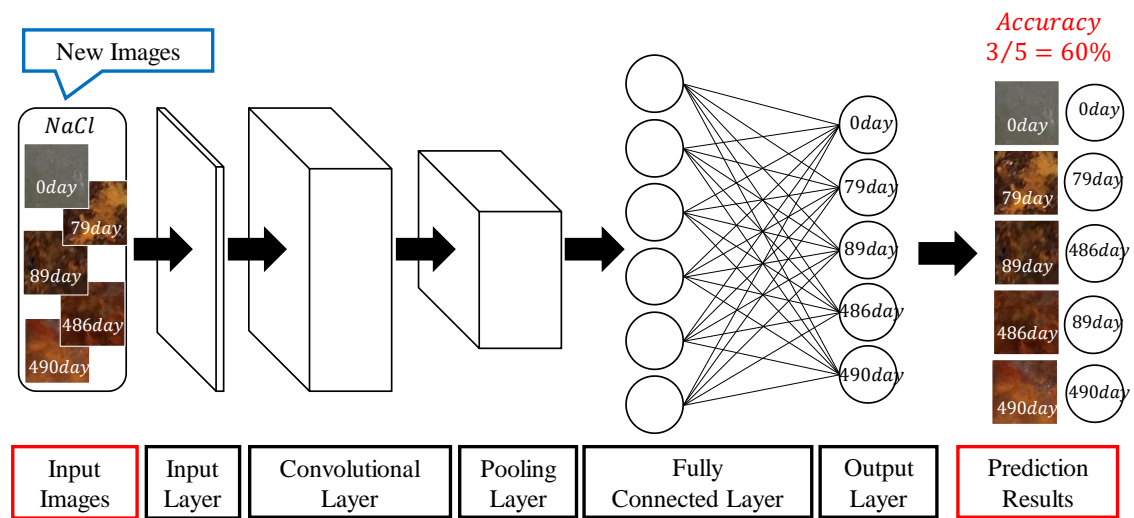 New Images
NaCl
0day
79day
89day
486day
490day
0day
79day
89day
486day
490day
Accuracy
3/5 = 60%
0day
0day
79day
79day
89day
486day
486day
89day
490day
490day
Input
Images
Input
Layer
Convolutional
Layer
Pooling
Layer
Fully
Connected Layer
Output
Layer
Prediction
Results